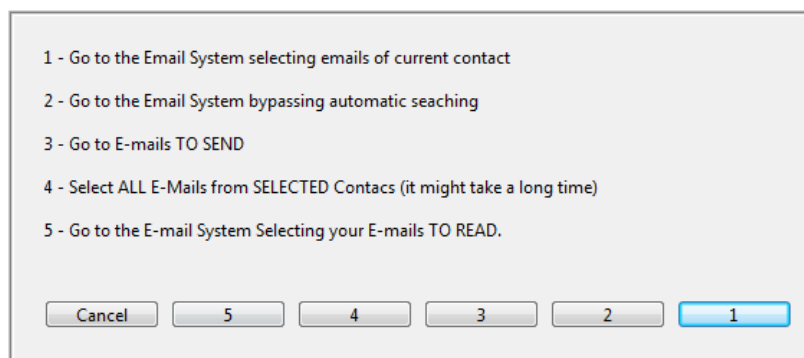 1 - Go to the Email System selecting emails of current contact
2 - Go to the Email System bypassing automatic seaching
3 - Go to E-mails TO SEND
4 - Select ALL E-Mails from SELECTED Contacs (it might take a long time)
5 - Go to the E-mail System Selecting your E-mails TO READ.
Cancel 5 4 3 2 1